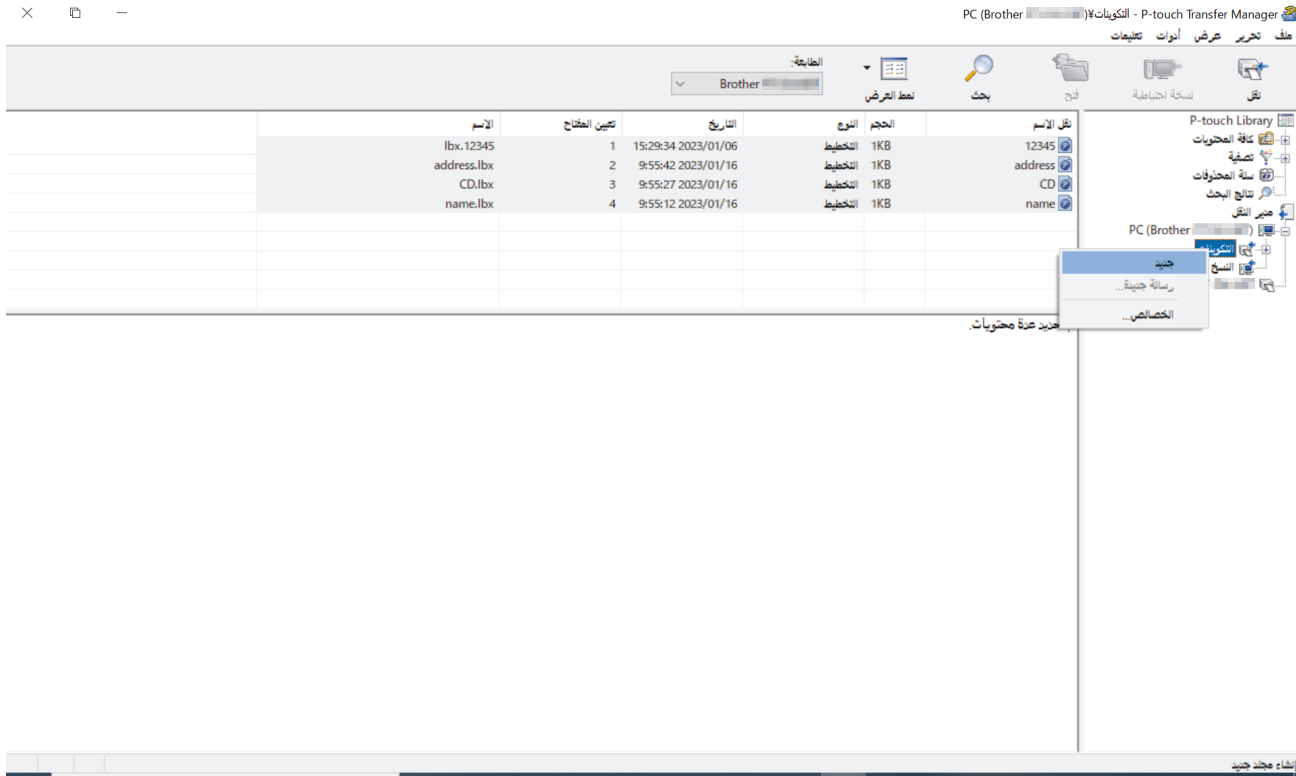 P-touch Transfer Manager - التكوينات¥(PC (Brother
ملف تحرير عرض أدوات تعليمات
نقل
نسخة احتياطية
فتح
بحث
نمط العرض
الطابعة:
Brother
P-touch Library
كافة المحتويات
تصفية
سلة المحذوفات
نتائج البحث
مدير النقل
PC (Brother )
النسخ
جديد
رسالة جديدة...
الخصائص...
نقل الاسم الحجم النوع التاريخ تعيين المفتاح الاسم
12345 1KB التخطيط 15:29:34 2023/01/06 1 lbx.12345
address 1KB التخطيط 9:55:42 2023/01/16 2 address.lbx
CD 1KB التخطيط 9:55:27 2023/01/16 3 CD.lbx
name 1KB التخطيط 9:55:12 2023/01/16 4 name.lbx
عدة محتويات.
إنشاء مجلد جديد